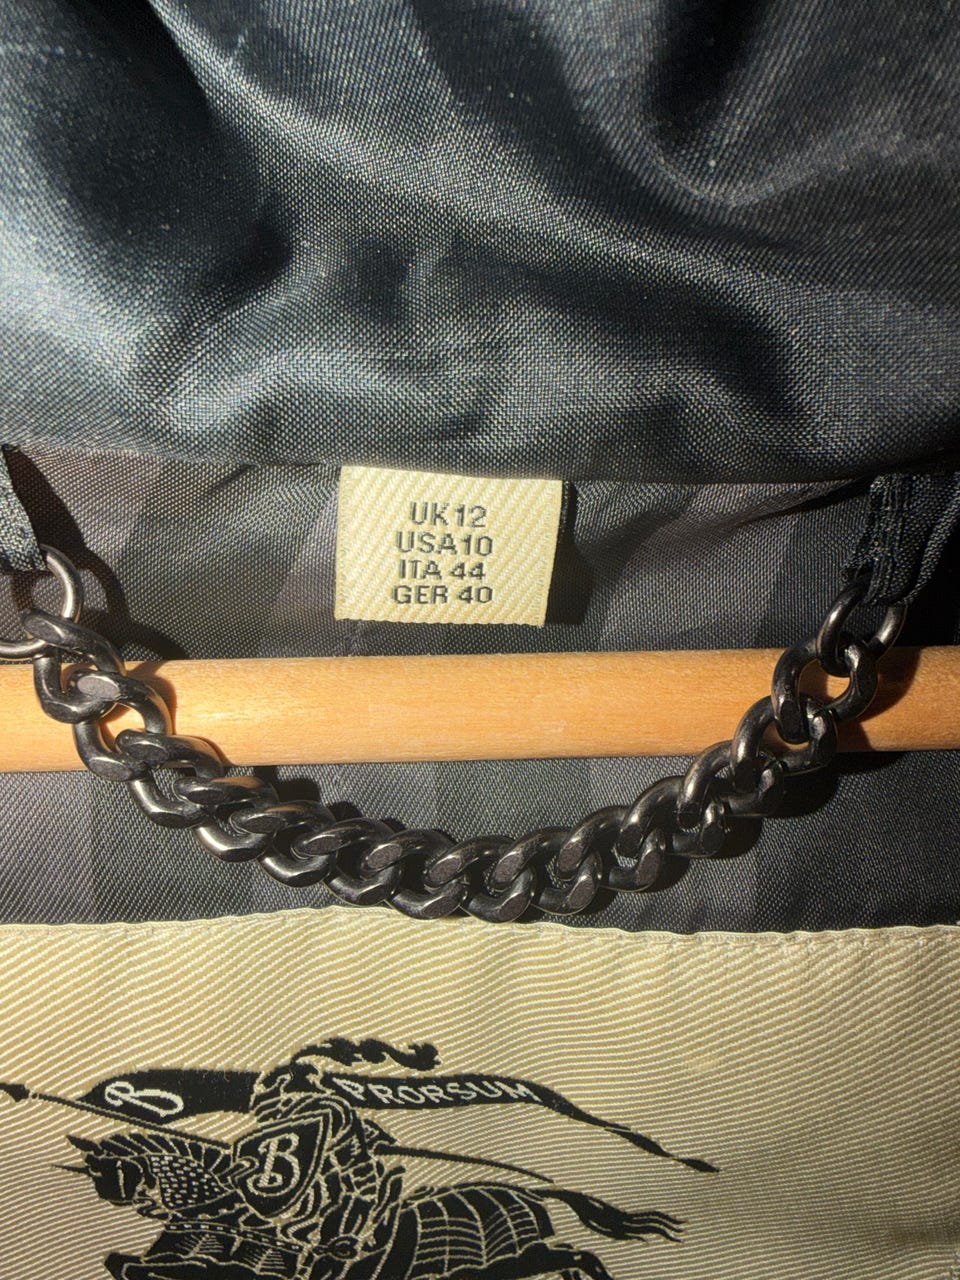 UK12
USA10
ITA 44
GER 40
B PRORSUM
B